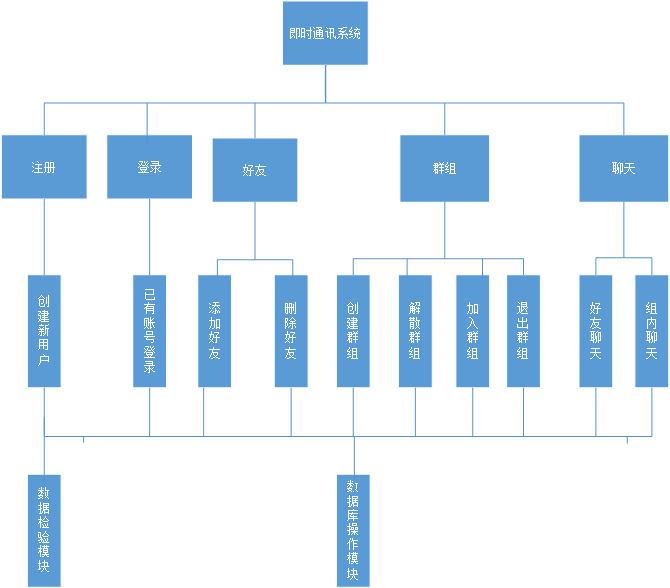 即时通讯系统
注册
登录
好友
群组
聊天
创建新用户
已有账号登录
添加好友
删除好友
创建群组
解散群组
加入群组
退出群组
好友聊天
组内聊天
数据检验模块
数据库操作模块